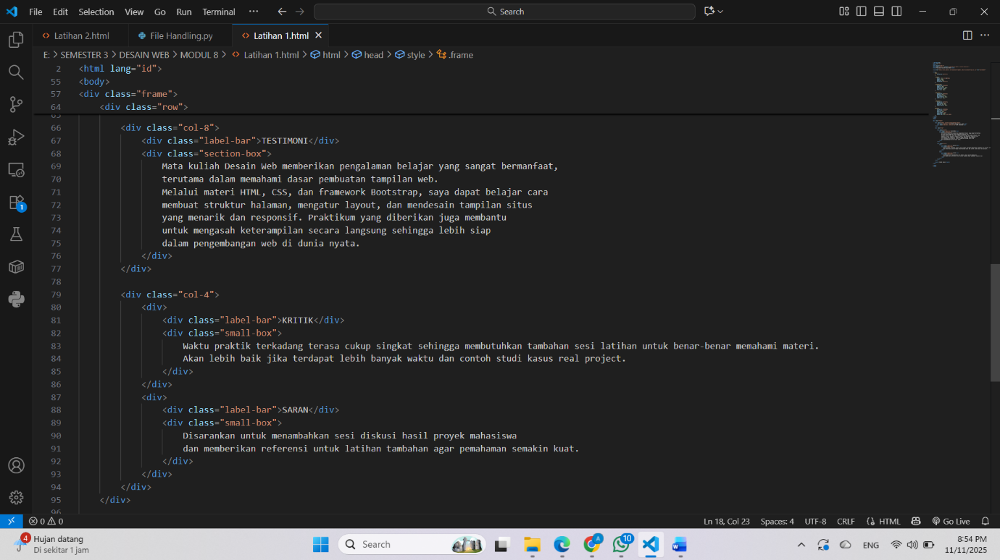 File Edit Selection View Go Run Terminal ··· Search
Latihan 2.html File Handling.py Latihan 1.html
E: > SEMESTER 3 > DESAIN WEB > MODUL 8 > Latihan 1.html > html > head > style > .frame
2 <html lang="id">
55 <body>
57 <div class="frame">
64 <div class="row">
65
66 <div class="col-8">
67 <div class="label-bar">TESTIMONI</div>
68 <div class="section-box">
69 Mata kuliah Desain Web memberikan pengalaman belajar yang sangat bermanfaat,
70 terutama dalam memahami dasar pembuatan tampilan web.
71 Melalui materi HTML, CSS, dan framework Bootstrap, saya dapat belajar cara
72 membuat struktur halaman, mengatur layout, dan mendesain tampilan situs
73 yang menarik dan responsif. Praktikum yang diberikan juga membantu
74 untuk mengasah keterampilan secara langsung sehingga lebih siap
75 dalam pengembangan web di dunia nyata.
76 </div>
77 </div>
78
79 <div class="col-4">
80 <div>
81 <div class="label-bar">KRITIK</div>
82 <div class="small-box">
83 Waktu praktik terkadang terasa cukup singkat sehingga membutuhkan tambahan sesi latihan untuk benar-benar memahami materi.
84 Akan lebih baik jika terdapat lebih banyak waktu dan contoh studi kasus real project.
85 </div>
86 </div>
87 <div>
88 <div class="label-bar">SARAN</div>
89 <div class="small-box">
90 Disarankan untuk menambahkan sesi diskusi hasil proyek mahasiswa
91 dan memberikan referensi untuk latihan tambahan agar pemahaman semakin kuat.
92 </div>
93 </div>
94 </div>
95 </div>
96
1
0 0 Ln 18, Col 23 Spaces: 4 UTF-8 CRLF {} HTML Go Live
4 Hujan datang
Di sekitar 1 jam
Search A 10 ENG
8:54 PM
11/11/2025